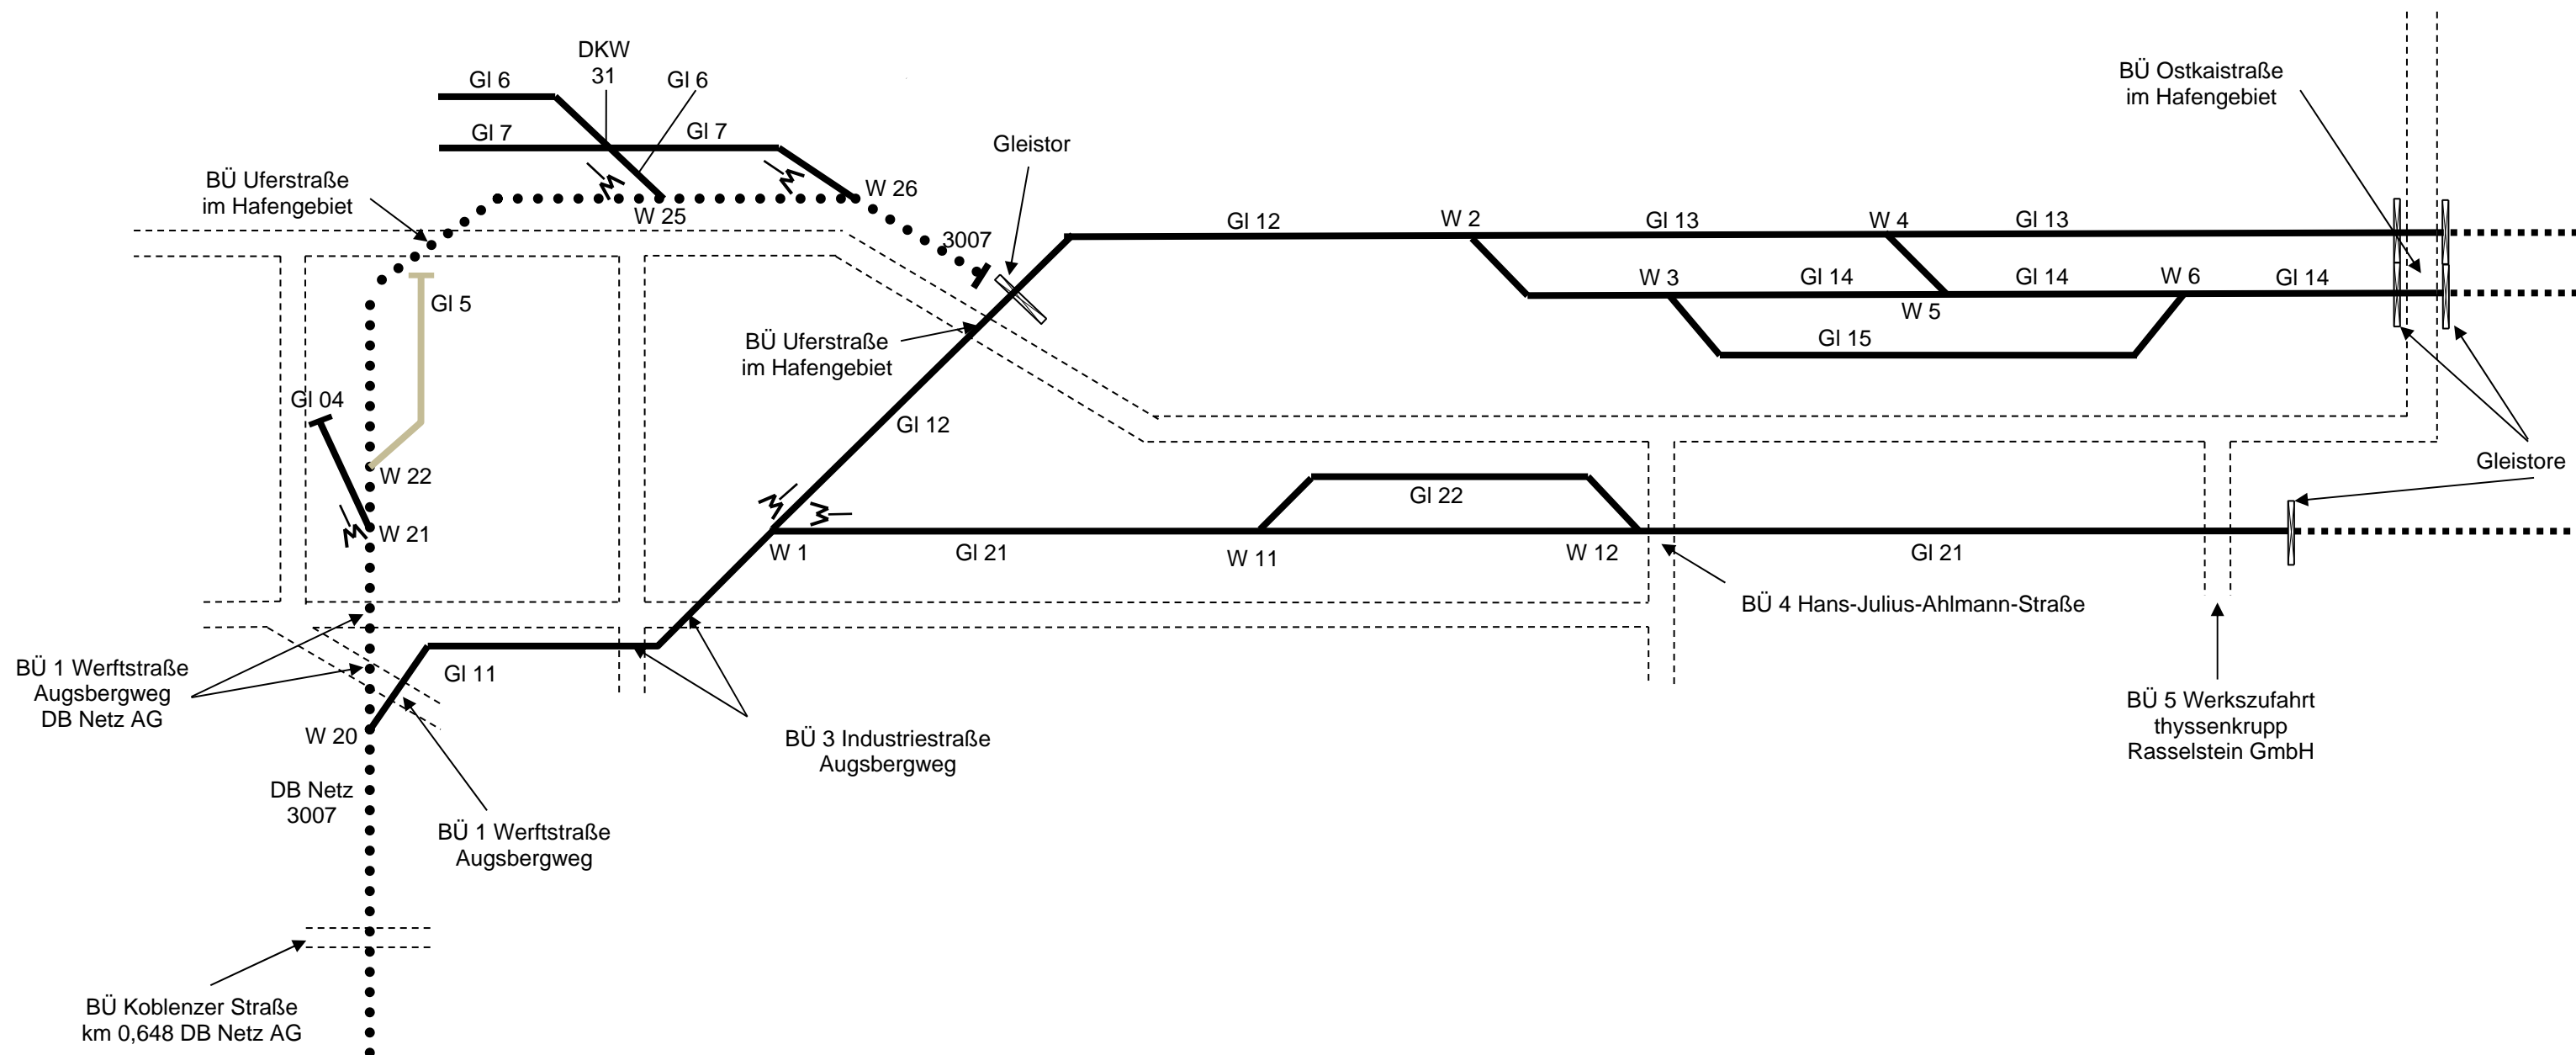 DKW
31
Gl 6
Gl 6
BÜ Ostkaistraße
im Hafengebiet
Gl 7
Gl 7
Gleistor
BÜ Uferstraße
im Hafengebiet
W 26
W 25
3007
Gl 12
W 2
Gl 13
W 4
Gl 13
W 3
Gl 14
Gl 14
W 6
Gl 14
Gl 5
W 5
BÜ Uferstraße
im Hafengebiet
Gl 15
Gl 04
Gl 12
Gleistore
W 22
Gl 22
W 21
W 1
Gl 21
W 11
W 12
Gl 21
BÜ 4 Hans-Julius-Ahlmann-Straße
BÜ 1 Werftstraße
Augsbergweg
DB Netz AG
Gl 11
W 20
BÜ 3 Industriestraße
Augsbergweg
BÜ 5 Werkszufahrt
thyssenkrupp
Rasselstein GmbH
DB Netz
3007
BÜ 1 Werftstraße
Augsbergweg
BÜ Koblenzer Straße
km 0,648 DB Netz AG